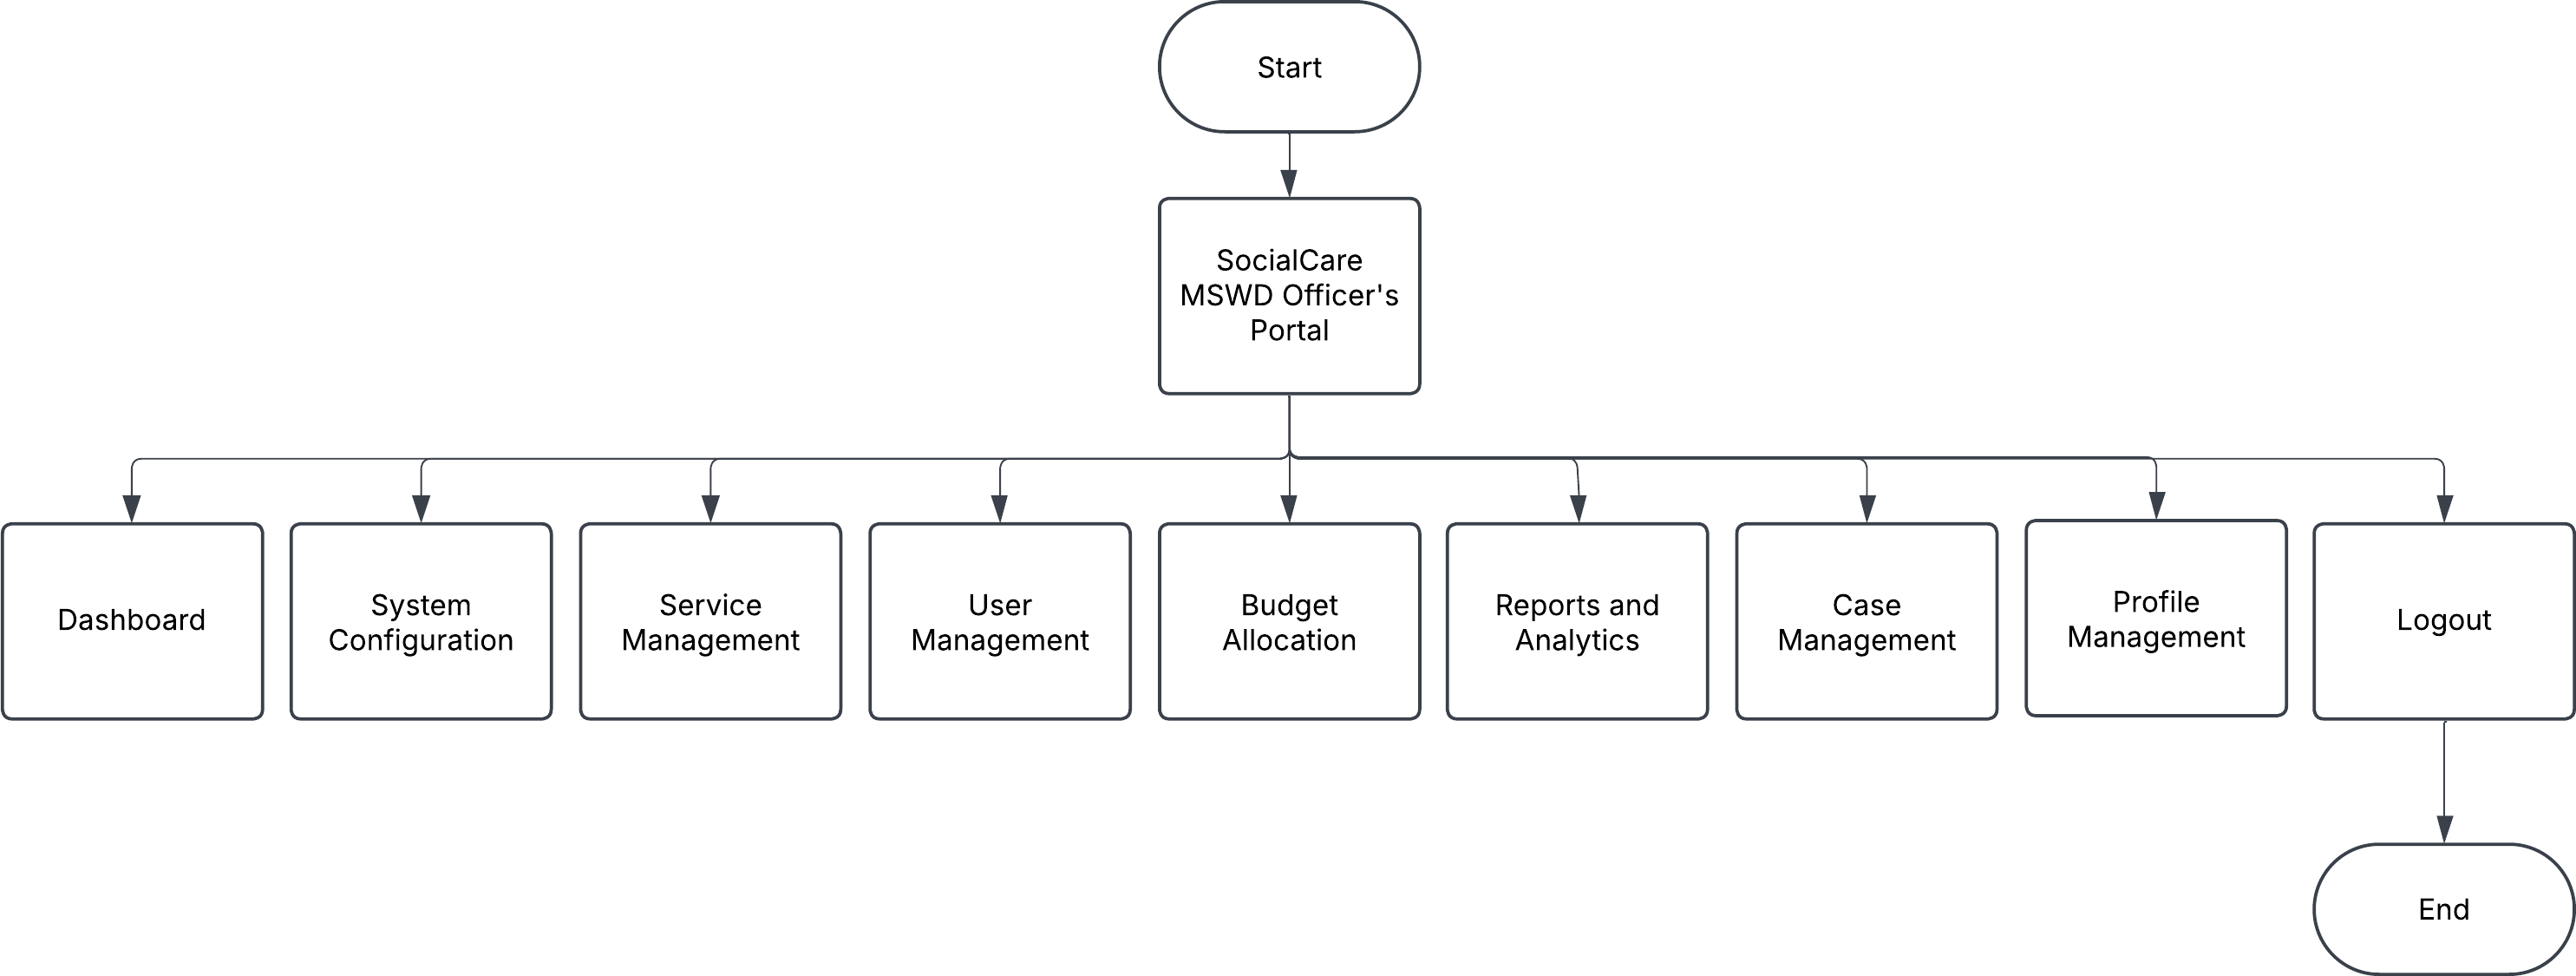 Start
SocialCare
MSWD Officer's
Portal
Dashboard
System
Configuration
Service
Management
User
Management
Budget
Allocation
Reports and
Analytics
Case
Management
Profile
Management
Logout
End